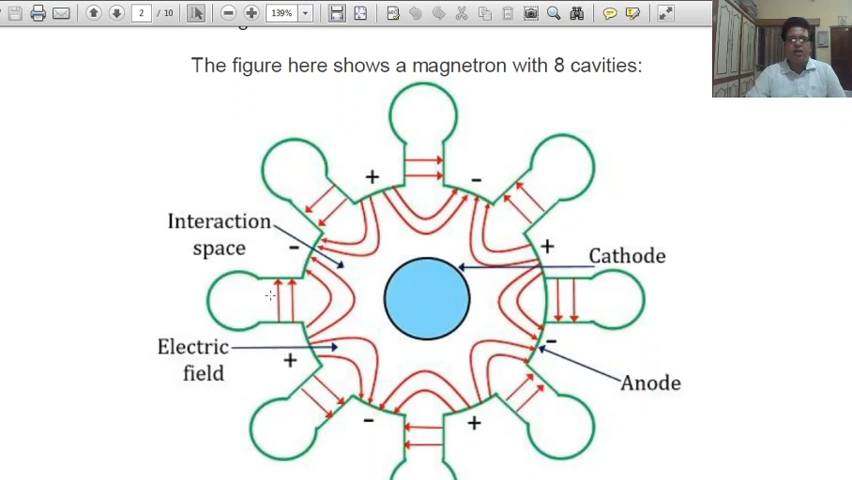 2 / 10
139%
The figure here shows a magnetron with 8 cavities:
+
-
Interaction
space
-
+
Cathode
Electric
field
+
-
Anode
-
+